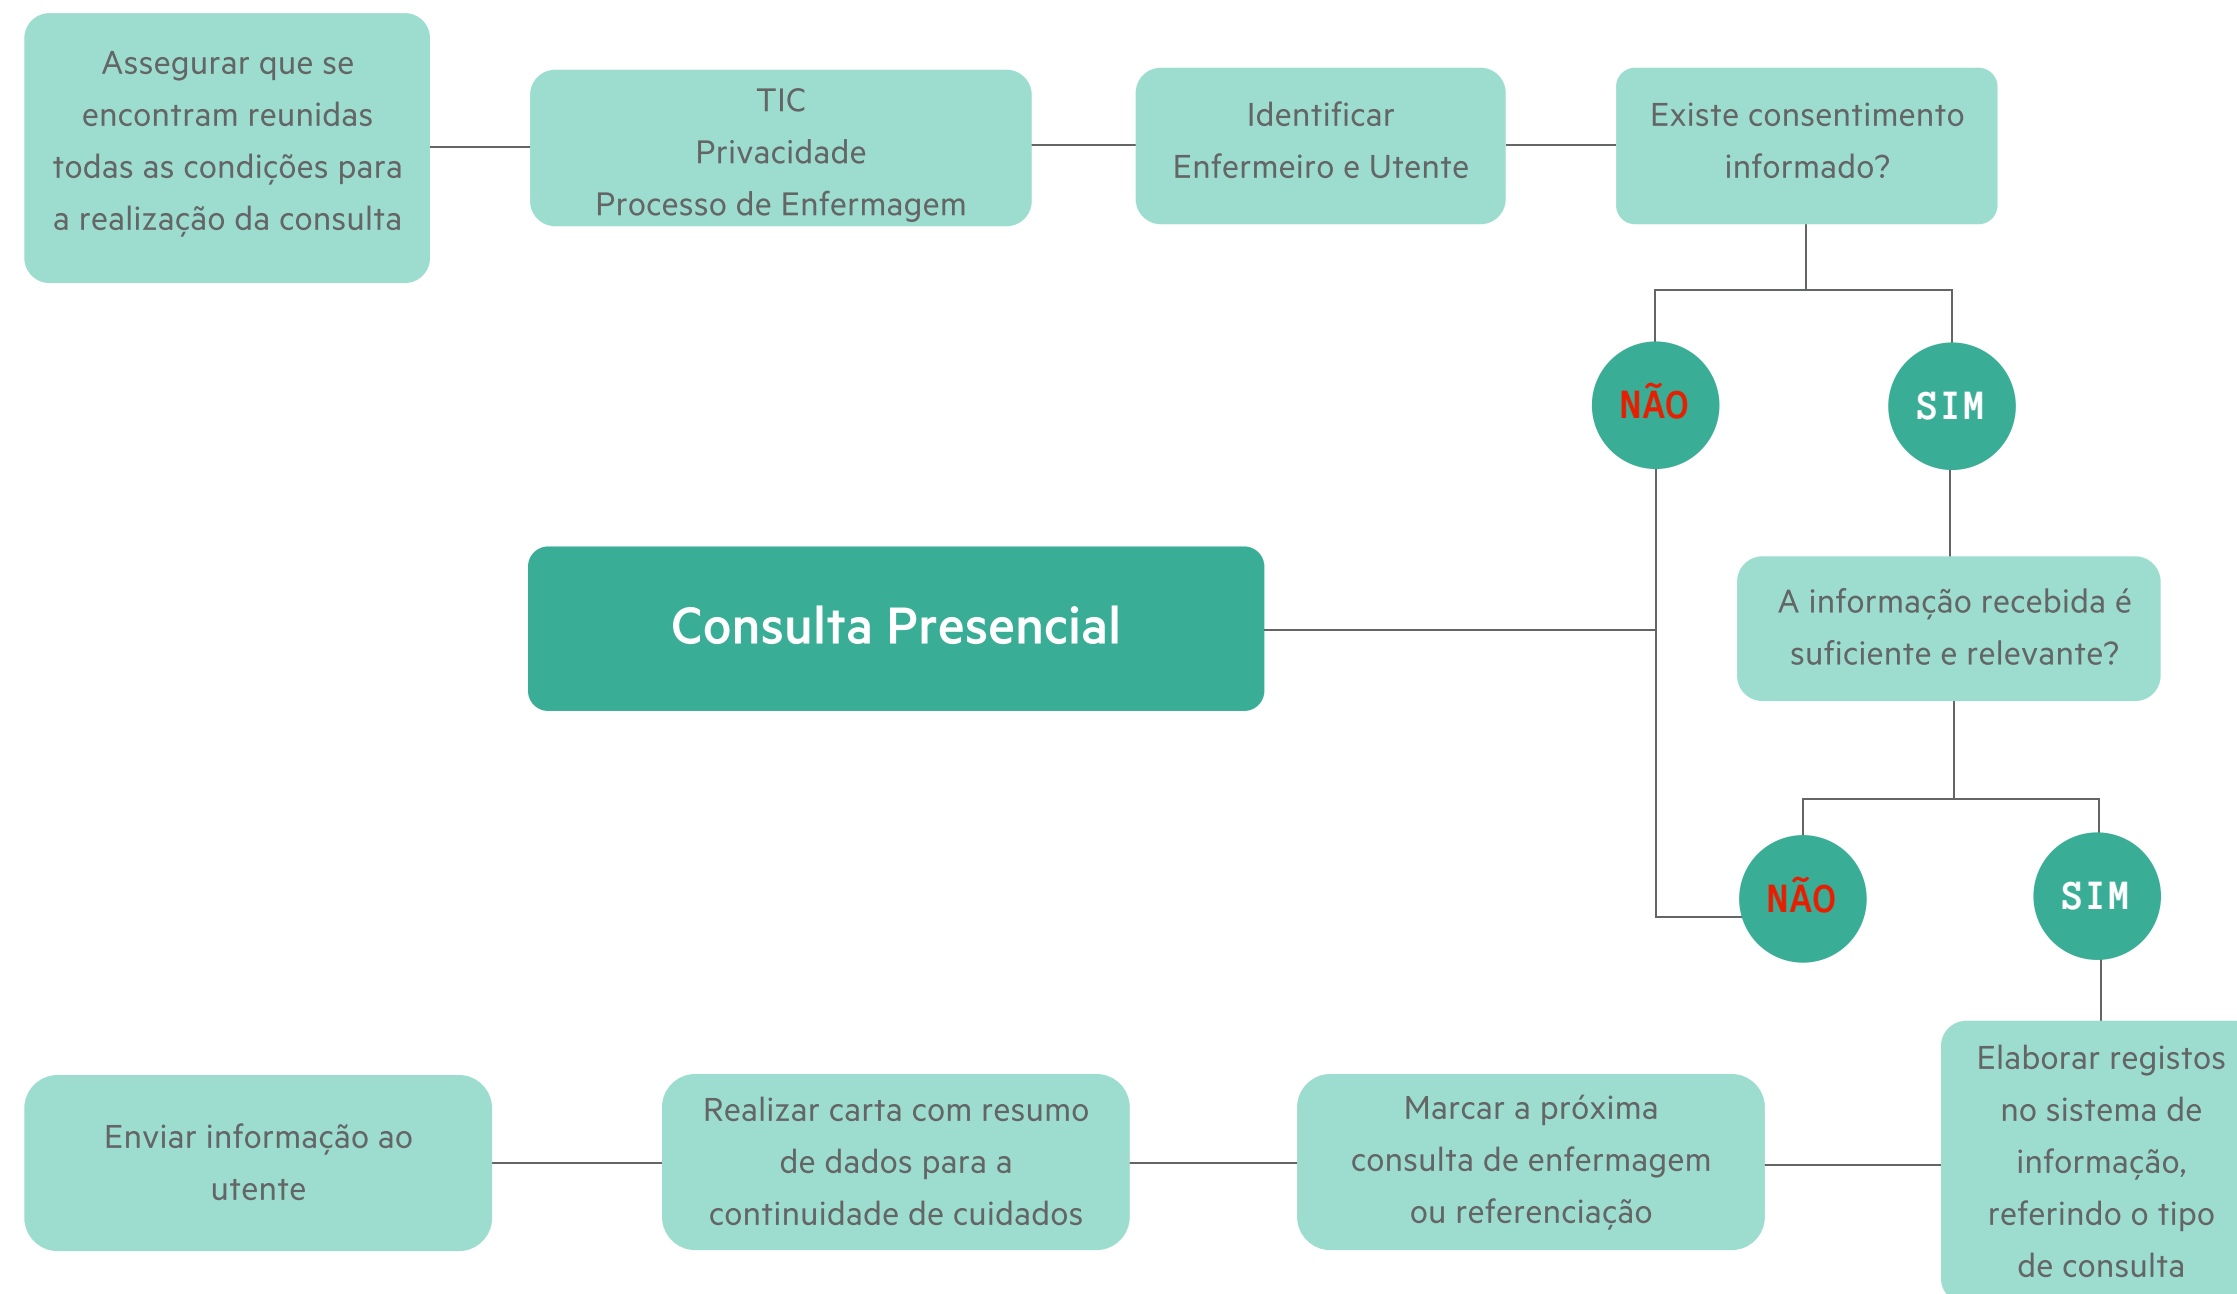 Assegurar que se
encontram reunidas
todas as condições para
a realização da consulta
TIC
Privacidade
Processo de Enfermagem
Identificar
Enfermeiro e Utente
Existe consentimento
informado?
NÃO
SIM
Consulta Presencial
A informação recebida é
suficiente e relevante?
NÃO
SIM
Elaborar registos
no sistema de
informação,
referindo o tipo
de consulta
Marcar a próxima
consulta de enfermagem
ou referenciação
Realizar carta com resumo
de dados para a
continuidade de cuidados
Enviar informação ao
utente